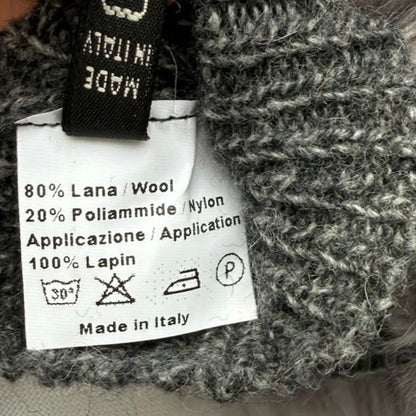 MADE
IN ITALY
80% Lana / Wool
20% Poliammide / Nylon
Applicazione / Application
100% Lapin
30°
P
Made in Italy